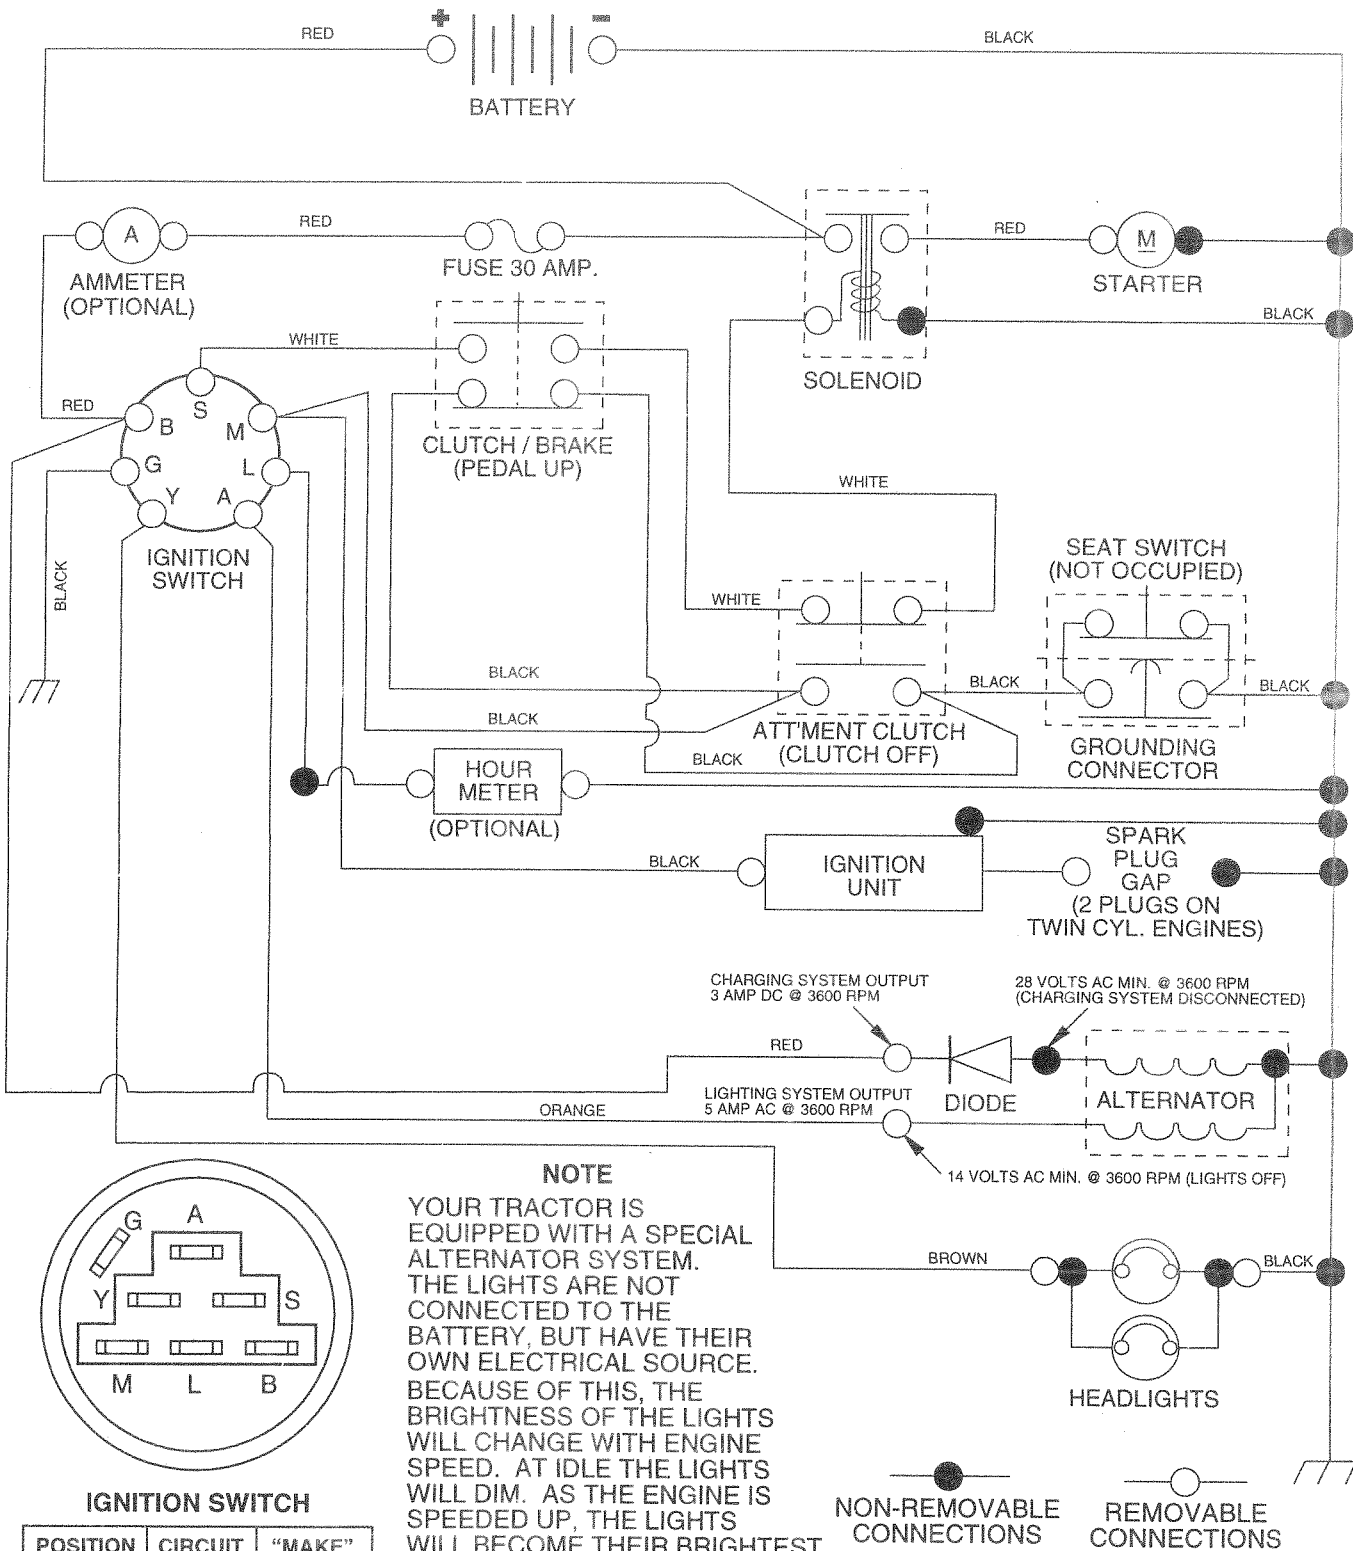 +
-
RED
BLACK
BATTERY
A
RED
AMMETER
(OPTIONAL)
FUSE 30 AMP.
RED
M
STARTER
BLACK
SOLENOID
WHITE
RED
S
B
M
G
L
Y
A
CLUTCH / BRAKE
(PEDAL UP)
IGNITION
SWITCH
BLACK
WHITE
SEAT SWITCH
(NOT OCCUPIED)
WHITE
BLACK
BLACK
BLACK
BLACK
ATT'MENT CLUTCH
(CLUTCH OFF)
BLACK
GROUNDING
CONNECTOR
HOUR
METER
(OPTIONAL)
BLACK
IGNITION
UNIT
SPARK
PLUG
GAP
(2 PLUGS ON
TWIN CYL. ENGINES)
CHARGING SYSTEM OUTPUT
3 AMP DC @ 3600 RPM
28 VOLTS AC MIN. @ 3600 RPM
(CHARGING SYSTEM DISCONNECTED)
RED
DIODE
ALTERNATOR
LIGHTING SYSTEM OUTPUT
5 AMP AC @ 3600 RPM
ORANGE
14 VOLTS AC MIN. @ 3600 RPM (LIGHTS OFF)
G
A
Y
S
M
L
B
NOTE
YOUR TRACTOR IS
EQUIPPED WITH A SPECIAL
ALTERNATOR SYSTEM.
THE LIGHTS ARE NOT
CONNECTED TO THE
BATTERY, BUT HAVE THEIR
OWN ELECTRICAL SOURCE.
BECAUSE OF THIS, THE
BRIGHTNESS OF THE LIGHTS
WILL CHANGE WITH ENGINE
SPEED. AT IDLE THE LIGHTS
WILL DIM. AS THE ENGINE IS
SPEEDED UP, THE LIGHTS
WILL BECOME THEIR BRIGHTEST
BROWN
BLACK
HEADLIGHTS
NON-REMOVABLE
CONNECTIONS
REMOVABLE
CONNECTIONS
IGNITION SWITCH
POSITION CIRCUIT "MAKE"